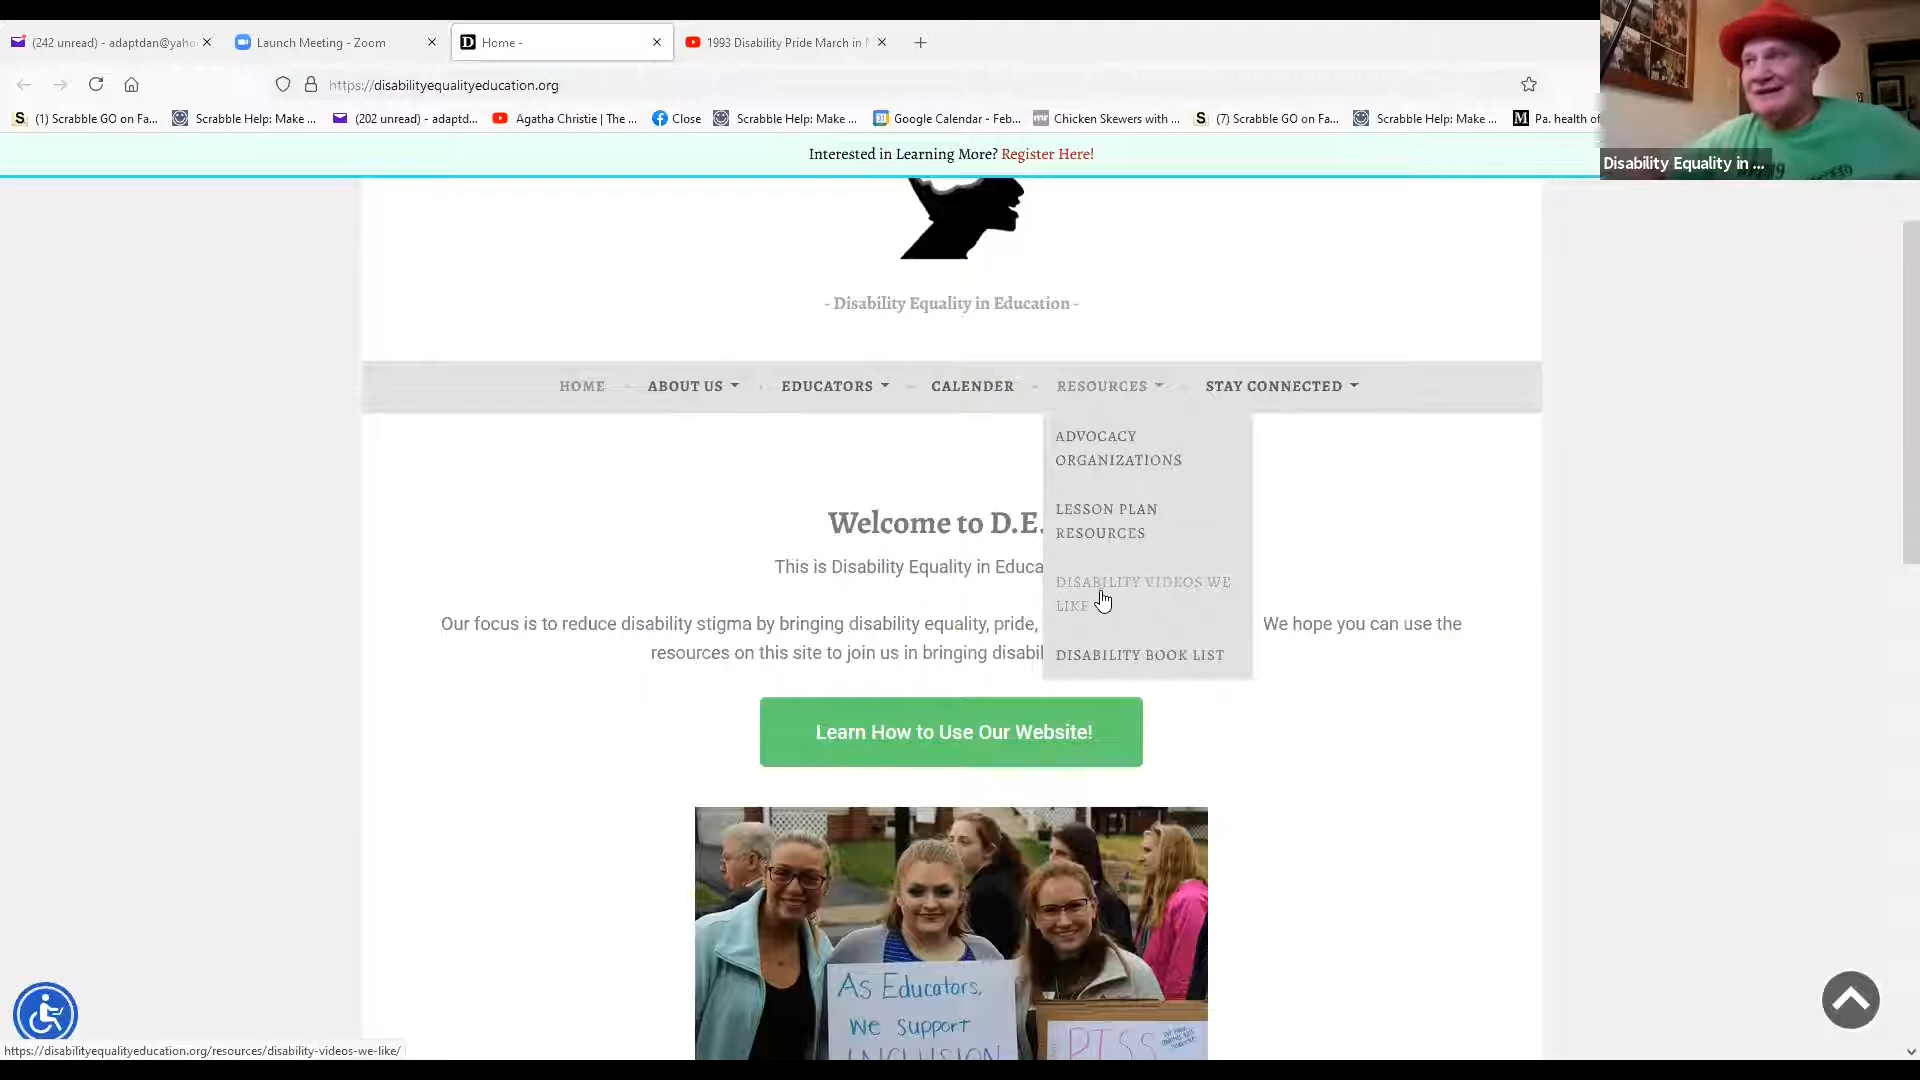 (242 unread) - adaptdan@yaho
Launch Meeting - Zoom
Home -
1993 Disability Pride March in
https://disabilityequalityeducation.org
(1) Scrabble GO on Fa...
Scrabble Help: Make ...
(202 unread) - adaptd...
Agatha Christie | The ...
Close
Scrabble Help: Make ...
Google Calendar - Feb...
Chicken Skewers with ...
(7) Scrabble GO on Fa...
Scrabble Help: Make ...
Pa. health of
Disability Equality in ...
Interested in Learning More? Register Here!
- Disability Equality in Education -
HOME
ABOUT US
EDUCATORS
CALENDER
RESOURCES
STAY CONNECTED
ADVOCACY
ORGANIZATIONS
LESSON PLAN
RESOURCES
DISABILITY VIDEOS WE
LIKE
DISABILITY BOOK LIST
Welcome to D.E.
This is Disability Equality in Educa
Our focus is to reduce disability stigma by bringing disability equality, pride, We hope you can use the
resources on this site to join us in bringing disabil
Learn How to Use Our Website!
As Educators,
we support
INCLUSION
PTSS
https://disabilityequalityeducation.org/resources/disability-videos-we-like/